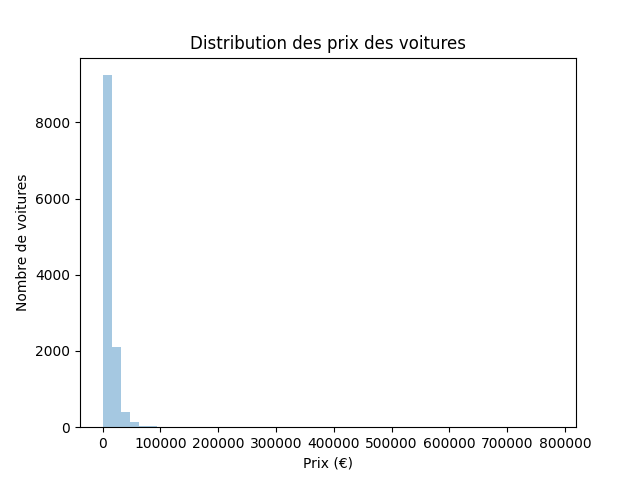 Distribution des prix des voitures
Nombre de voitures
8000
6000
4000
2000
0
0 100000 200000 300000 400000 500000 600000 700000 800000
Prix (€)